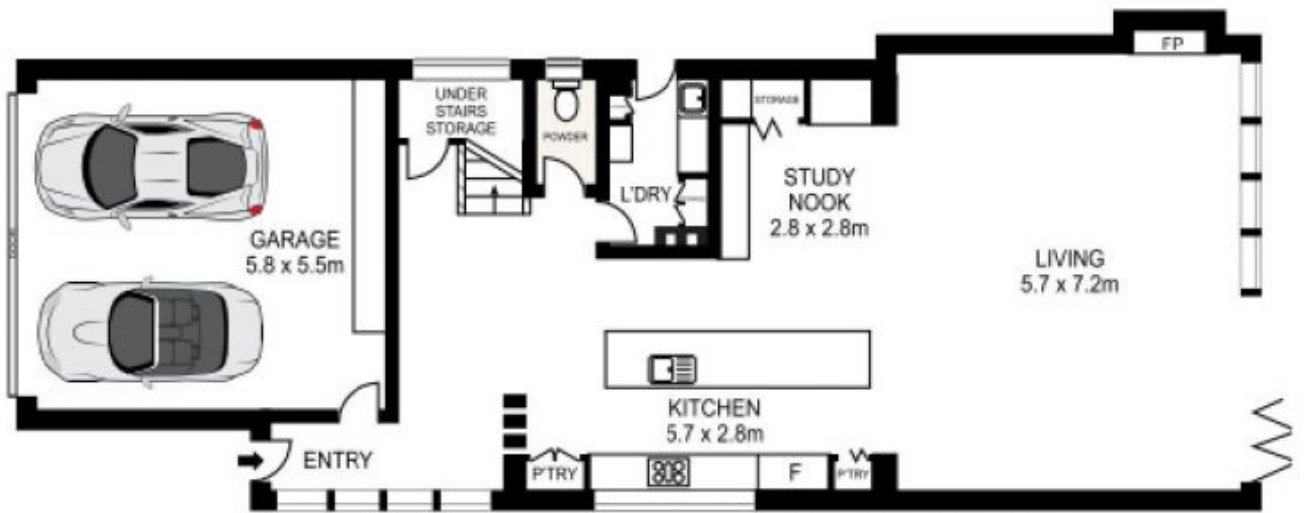 FP
UNDER
STAIRS
STORAGE
POWDER
STORAGE
L'DRY
STUDY
NOOK
2.8 x 2.8m
GARAGE
5.8 x 5.5m
LIVING
5.7 x 7.2m
KITCHEN
5.7 x 2.8m
ENTRY
P'TRY
F
P'TRY